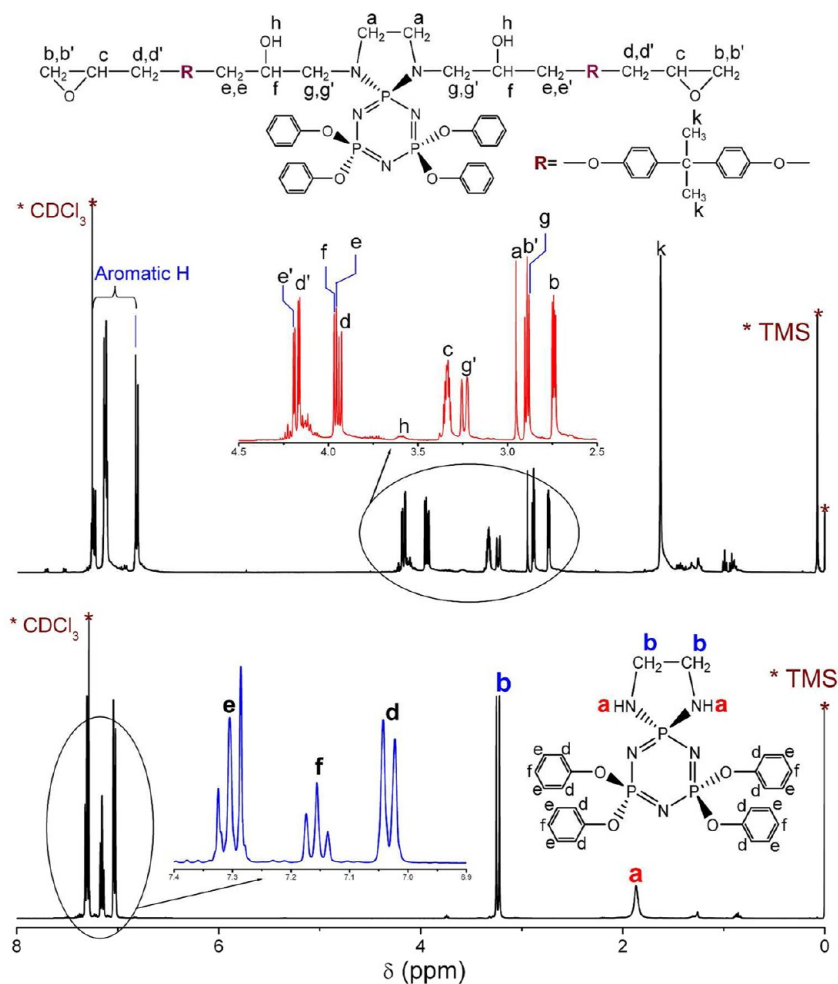 a a
h h
b,b' c d,d' OH OH d,d' c b,b'
CH₂ CH₂
CH₂ CH CH₂ R CH₂ CH CH₂ N N CH₂ CH CH₂ R CH₂ CH CH₂
O e,e f g,g' P g,g' f e,e' O
N N k
O P P O CH₃
O N O R= O C O
CH₃
k
* CDCl₃ *
Aromatic H
e' d' f e d c g' a b' g b k
h
4.5 4.0 3.5 3.0 2.5
* TMS *
*
* CDCl₃ *
e f d
7.4 7.3 7.2 7.1 7.0 6.9
b
b b
CH₂ CH₂
a HN NH a
P
e d N N d e
f O P P O f
e d d e
e d N d e
f O O f
e d d e
a
* TMS
*
8 6 4 2 0
δ (ppm)